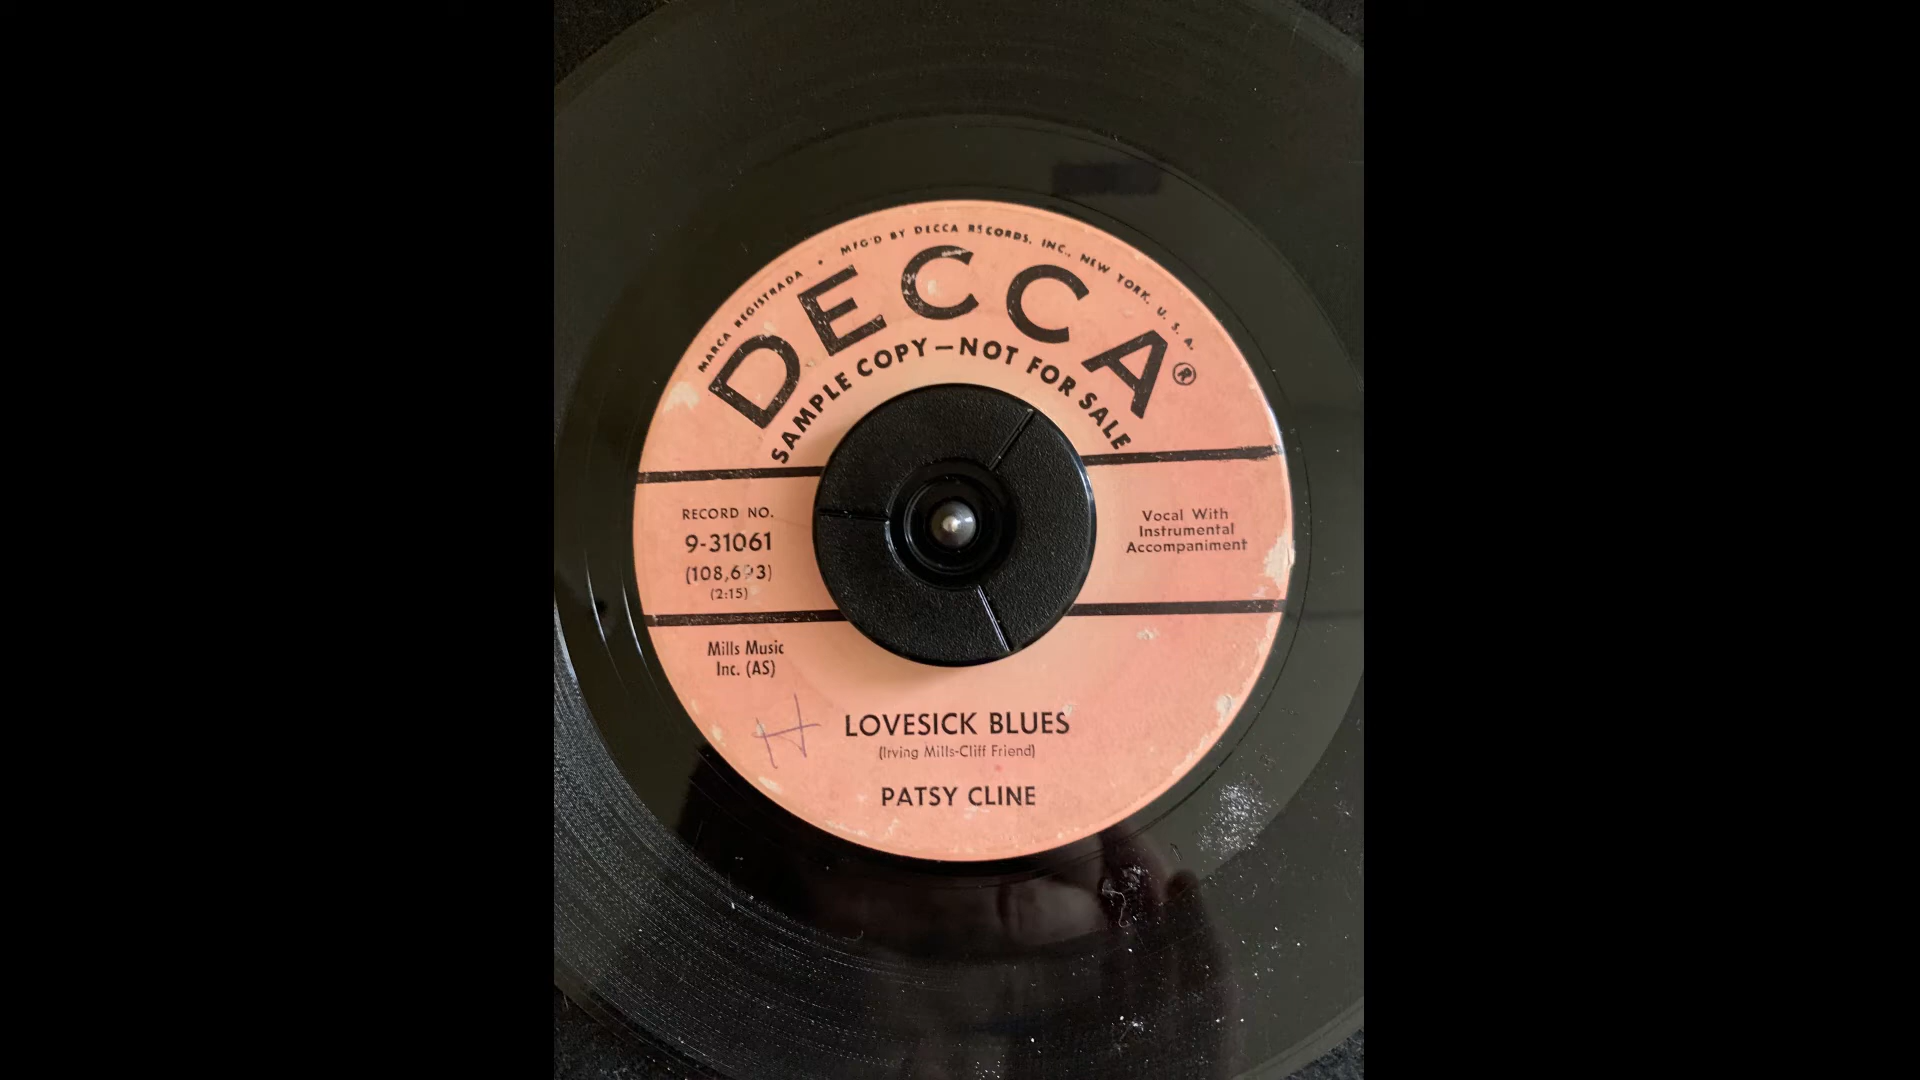 MARCA REGISTRADA • MFG'D BY DECCA RECORDS, INC., NEW YORK, U. S. A.
DECCA®
SAMPLE COPY—NOT FOR SALE
RECORD NO.
9-31061
(108,693)
(2:15)
Vocal With
Instrumental
Accompaniment
Mills Music
Inc. (AS)
H
LOVESICK BLUES
(Irving Mills-Cliff Friend)
PATSY CLINE